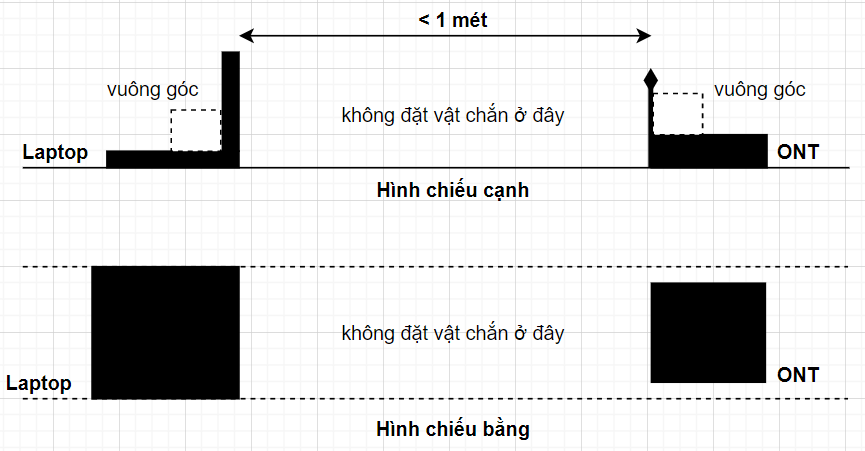 < 1 mét
vuông góc
vuông góc
không đặt vật chắn ở đây
Laptop
ONT
Hình chiếu cạnh
không đặt vật chắn ở đây
ONT
Laptop
Hình chiếu bằng